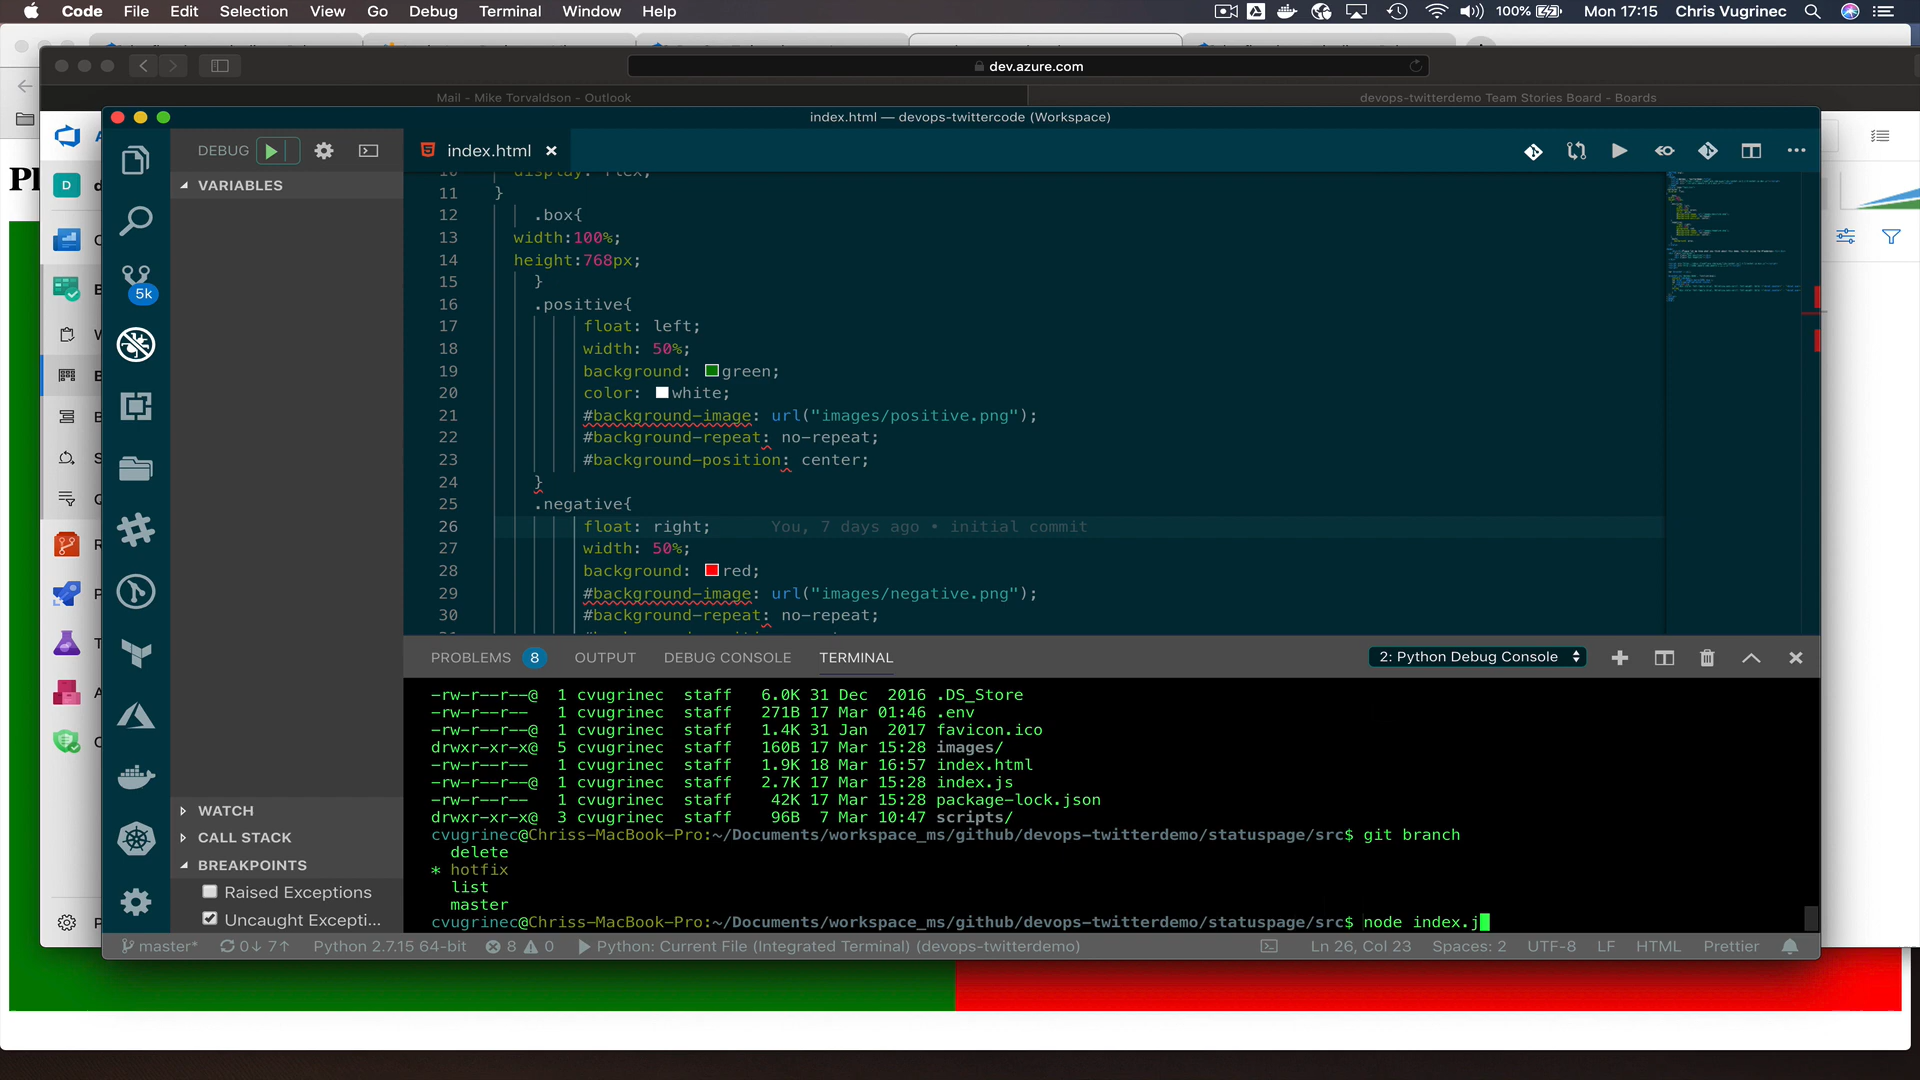 Code File Edit Selection View Go Debug Terminal Window Help
100% Mon 17:15 Chris Vugrinec
dev.azure.com
Mail - Mike Torvaldson - Outlook
devops-twitterdemo Team Stories Board - Boards
index.html — devops-twittercode (Workspace)
DEBUG
index.html
VARIABLES
5k
D
11 }
12 .box{
13 width:100%;
14 height:768px;
15 }
16 .positive{
17 float: left;
18 width: 50%;
19 background: green;
20 color: white;
21 #background-image: url("images/positive.png");
22 #background-repeat: no-repeat;
23 #background-position: center;
24 }
25 .negative{
26 float: right; You, 7 days ago • initial commit
27 width: 50%;
28 background: red;
29 #background-image: url("images/negative.png");
30 #background-repeat: no-repeat;
PROBLEMS 8 OUTPUT DEBUG CONSOLE TERMINAL
2: Python Debug Console
-rw-r--r--@ 1 cvugrinec staff 6.0K 31 Dec 2016 .DS_Store
-rw-r--r-- 1 cvugrinec staff 271B 17 Mar 01:46 .env
-rw-r--r--@ 1 cvugrinec staff 1.4K 31 Jan 2017 favicon.ico
drwxr-xr-x@ 5 cvugrinec staff 160B 17 Mar 15:28 images/
-rw-r--r-- 1 cvugrinec staff 1.9K 18 Mar 16:57 index.html
-rw-r--r--@ 1 cvugrinec staff 2.7K 17 Mar 15:28 index.js
-rw-r--r-- 1 cvugrinec staff 42K 17 Mar 15:28 package-lock.json
drwxr-xr-x@ 3 cvugrinec staff 96B 7 Mar 10:47 scripts/
cvugrinec@Chriss-MacBook-Pro:~/Documents/workspace_ms/github/devops-twitterdemo/statuspage/src$ git branch
delete
* hotfix
list
master
cvugrinec@Chriss-MacBook-Pro:~/Documents/workspace_ms/github/devops-twitterdemo/statuspage/src$ node index.j
WATCH
CALL STACK
BREAKPOINTS
Raised Exceptions
Uncaught Excepti...
master* 0↓ 7↑ Python 2.7.15 64-bit 8 0 Python: Current File (Integrated Terminal) (devops-twitterdemo)
Ln 26, Col 23 Spaces: 2 UTF-8 LF HTML Prettier